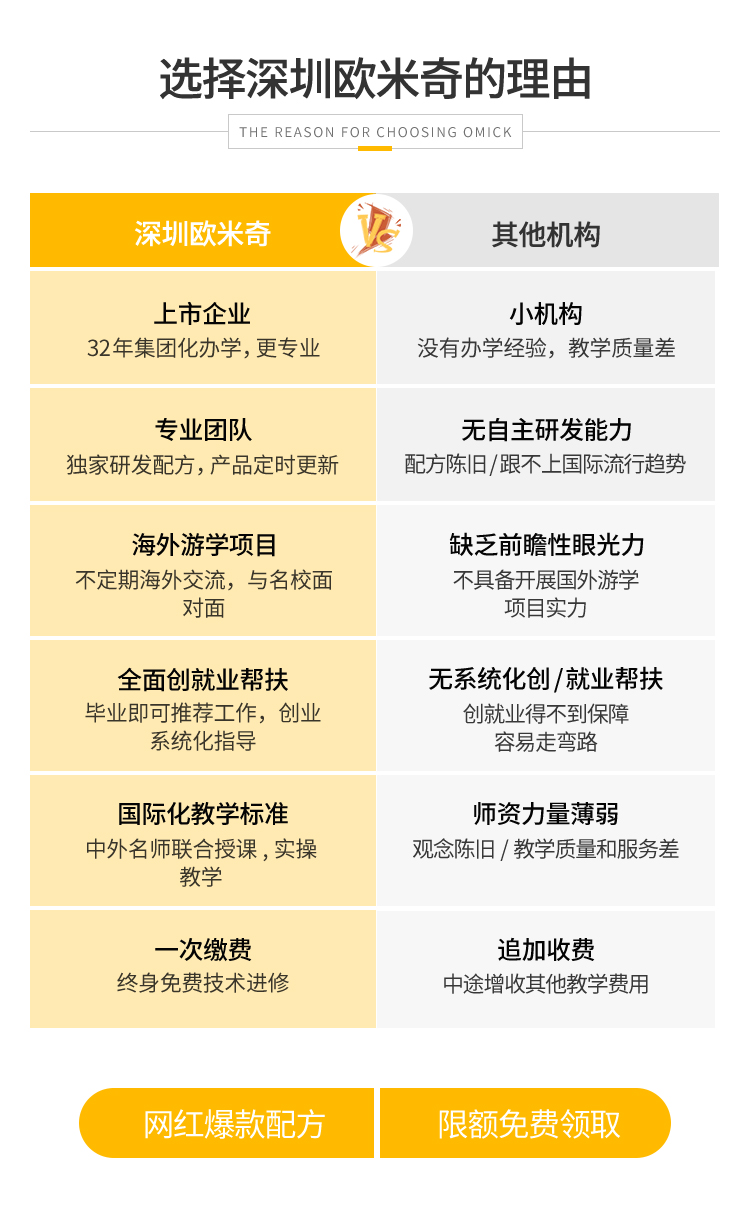 选择深圳欧米奇的理由
THE REASON FOR CHOOSING OMICK
深圳欧米奇
VS
其他机构
上市企业
32年集团化办学，更专业
小机构
没有办学经验，教学质量差
专业团队
独家研发配方，产品定时更新
无自主研发能力
配方陈旧/跟不上国际流行趋势
海外游学项目
不定期海外交流，与名校面
对面
缺乏前瞻性眼光力
不具备开展国外游学
项目实力
全面创就业帮扶
毕业即可推荐工作，创业
系统化指导
无系统化创/就业帮扶
创就业得不到保障
容易走弯路
国际化教学标准
中外名师联合授课，实操
教学
师资力量薄弱
观念陈旧 / 教学质量和服务差
一次缴费
终身免费技术进修
追加收费
中途增收其他教学费用
网红爆款配方
限额免费领取